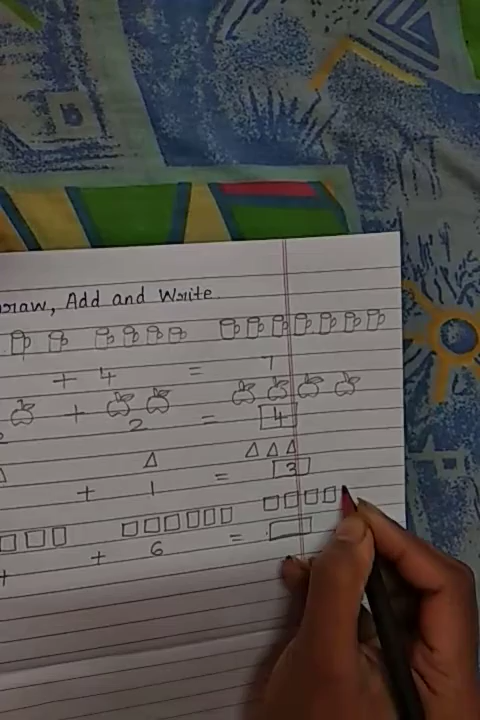 Draw, Add and Write
+ 4 = 7
+ 2 = 4
+ 1 = 3
+ 6 =